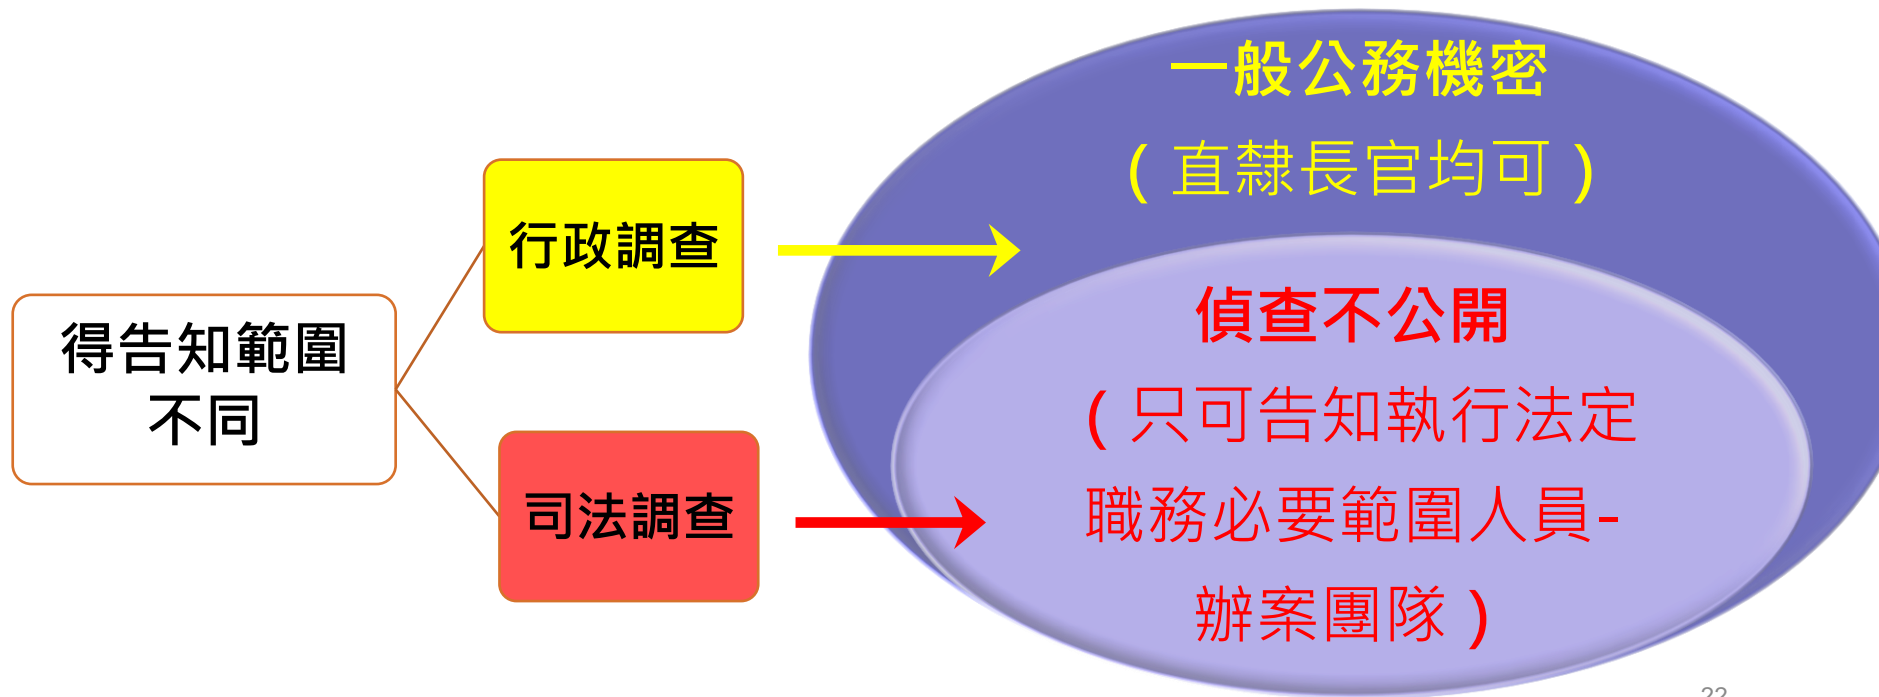 得告知範圍
不同
行政調查
司法調查
一般公務機密
(直隸長官均可)
偵查不公開
(只可告知執行法定
職務必要範圍人員-
辦案團隊)
22